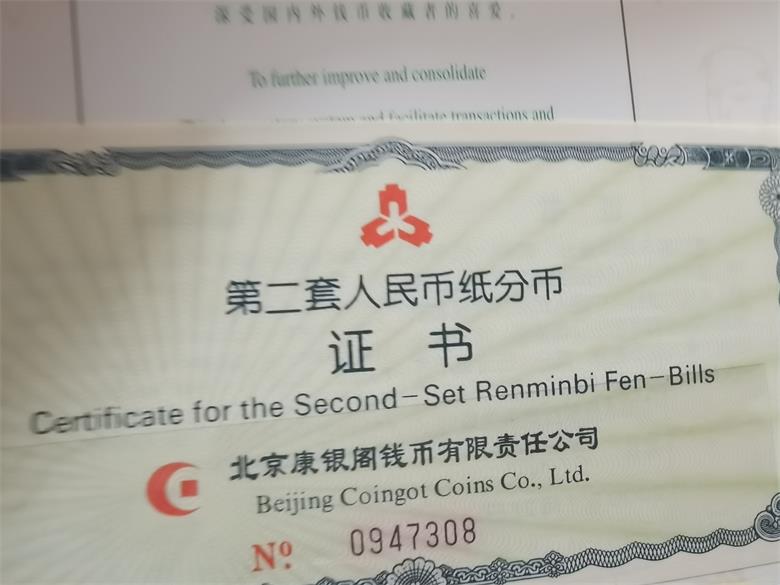 深受国内外钱币收藏者的喜爱.
To further improve and consolidate
system and facilitate transactions and
第二套人民币纸分币
证 书
Certificate for the Second-Set Renminbi Fen-Bills
北京康银阁钱币有限责任公司
Beijing Coingot Coins Co., Ltd.
Nº 0947308